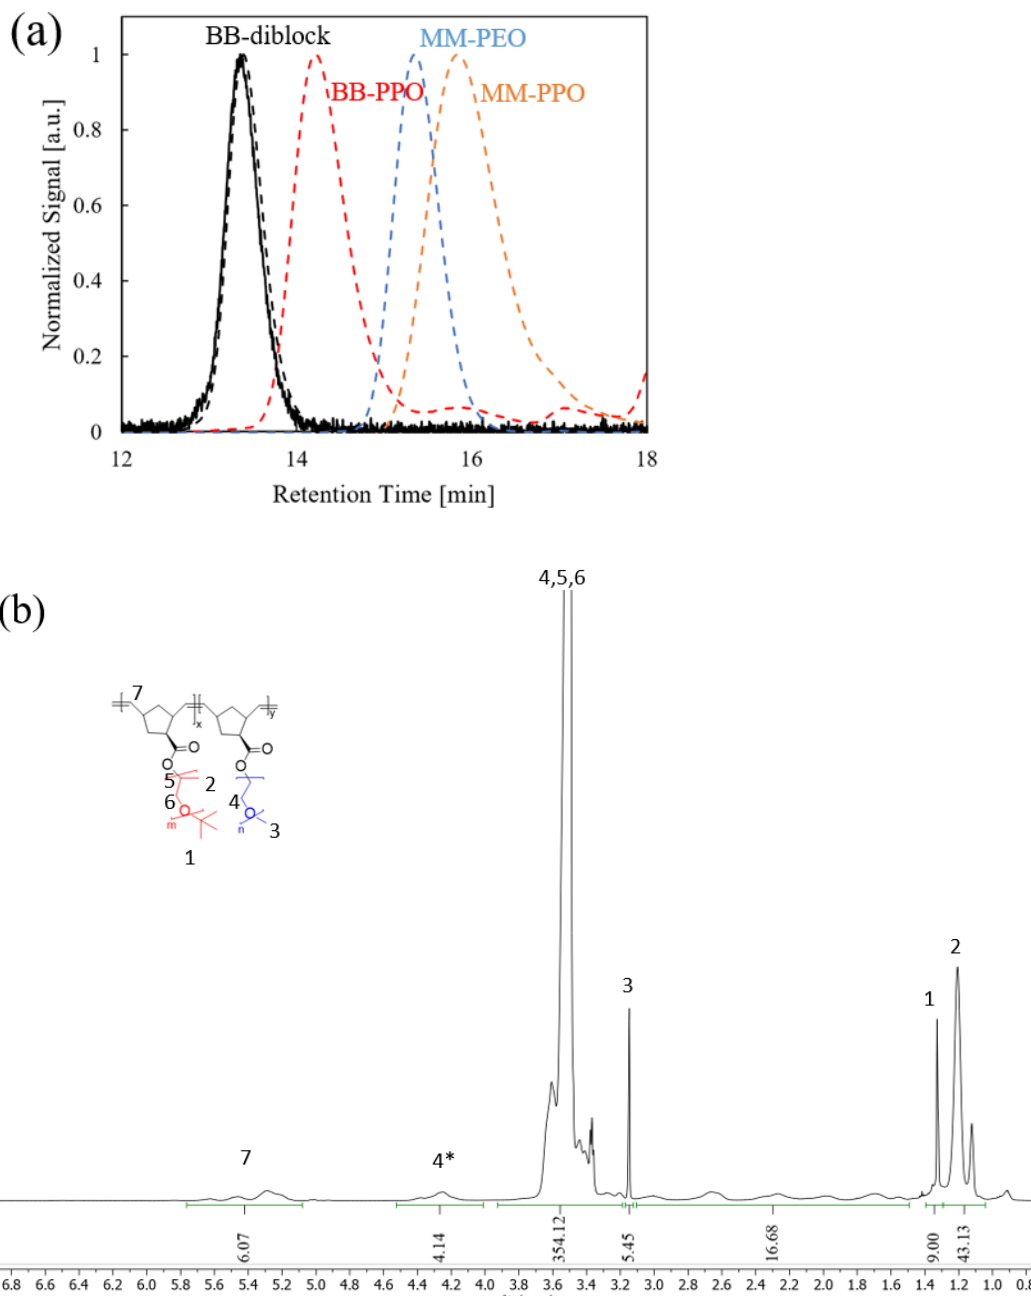 (a)
BB-diblock
MM-PEO
BB-PPO
MM-PPO
Normalized Signal [a.u.]
1
0.8
0.6
0.4
0.2
0
12
14
16
18
Retention Time [min]
(b)
4,5,6
7
x
y
O
O
O
O
5
2
6
4
O
O
m
n
3
1
2
1
3
7
4*
6.07
4.14
354.12
5.45
16.68
9.00
43.13
6.8 6.6 6.4 6.2 6.0 5.8 5.6 5.4 5.2 5.0 4.8 4.6 4.4 4.2 4.0 3.8 3.6 3.4 3.2 3.0 2.8 2.6 2.4 2.2 2.0 1.8 1.6 1.4 1.2 1.0 0.8